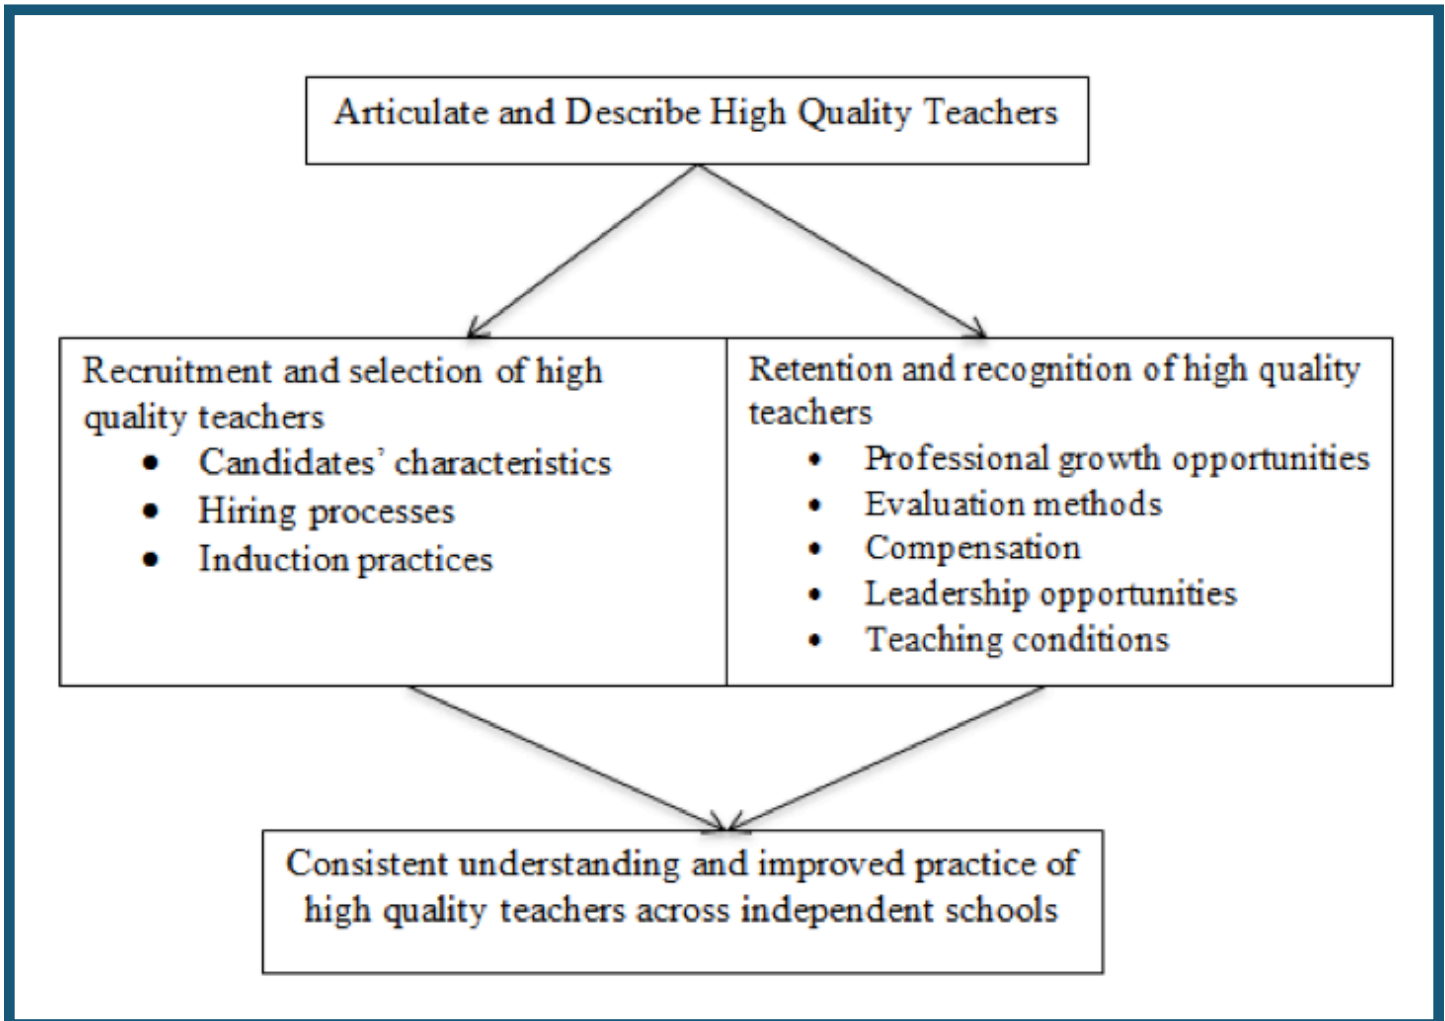 Articulate and Describe High Quality Teachers
Recruitment and selection of high
quality teachers
• Candidates’ characteristics
• Hiring processes
• Induction practices
Retention and recognition of high quality
teachers
• Professional growth opportunities
• Evaluation methods
• Compensation
• Leadership opportunities
• Teaching conditions
Consistent understanding and improved practice of
high quality teachers across independent schools